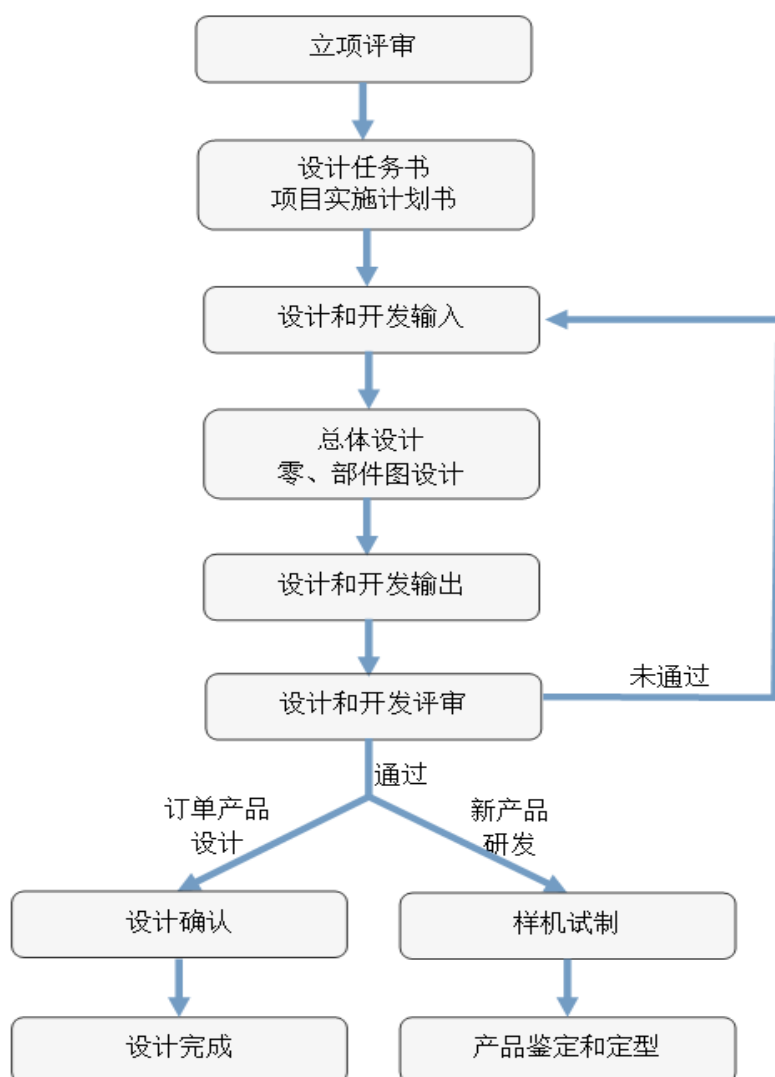 立项评审
设计任务书
项目实施计划书
设计和开发输入
总体设计
零、部件图设计
设计和开发输出
设计和开发评审
未通过
通过
订单产品
设计
新产品
研发
设计确认
样机试制
设计完成
产品鉴定和定型